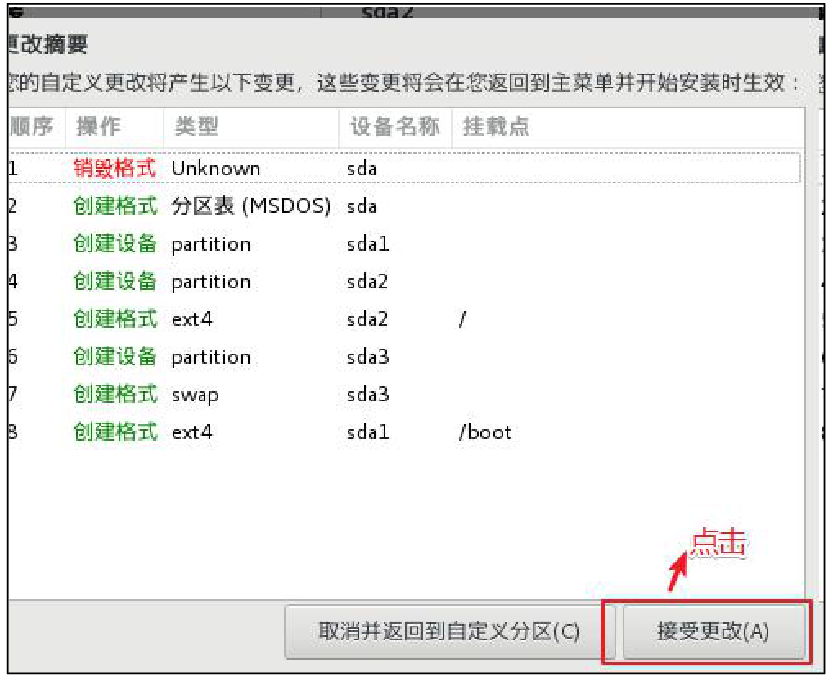 sda2
更改摘要
您的自定义更改将产生以下变更，这些变更将会在您返回到主菜单并开始安装时生效：
顺序 操作 类型 设备名称 挂载点
1 销毁格式 Unknown sda
2 创建格式 分区表 (MSDOS) sda
3 创建设备 partition sda1
4 创建设备 partition sda2
5 创建格式 ext4 sda2 /
6 创建设备 partition sda3
7 创建格式 swap sda3
8 创建格式 ext4 sda1 /boot
点击
取消并返回到自定义分区(C) 接受更改(A)